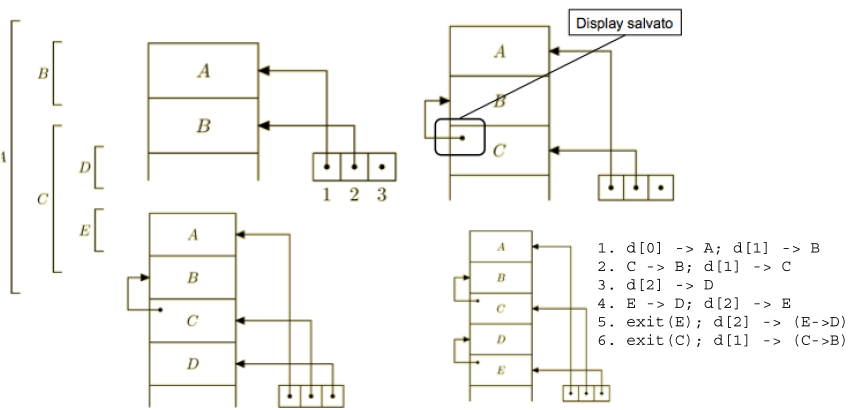 A
B
C
D
E
A
B
1 2 3
Display salvato
A
B
C
A
B
C
D
A
B
C
D
E
1. d[0] -> A; d[1] -> B
2. C -> B; d[1] -> C
3. d[2] -> D
4. E -> D; d[2] -> E
5. exit(E); d[2] -> (E->D)
6. exit(C); d[1] -> (C->B)